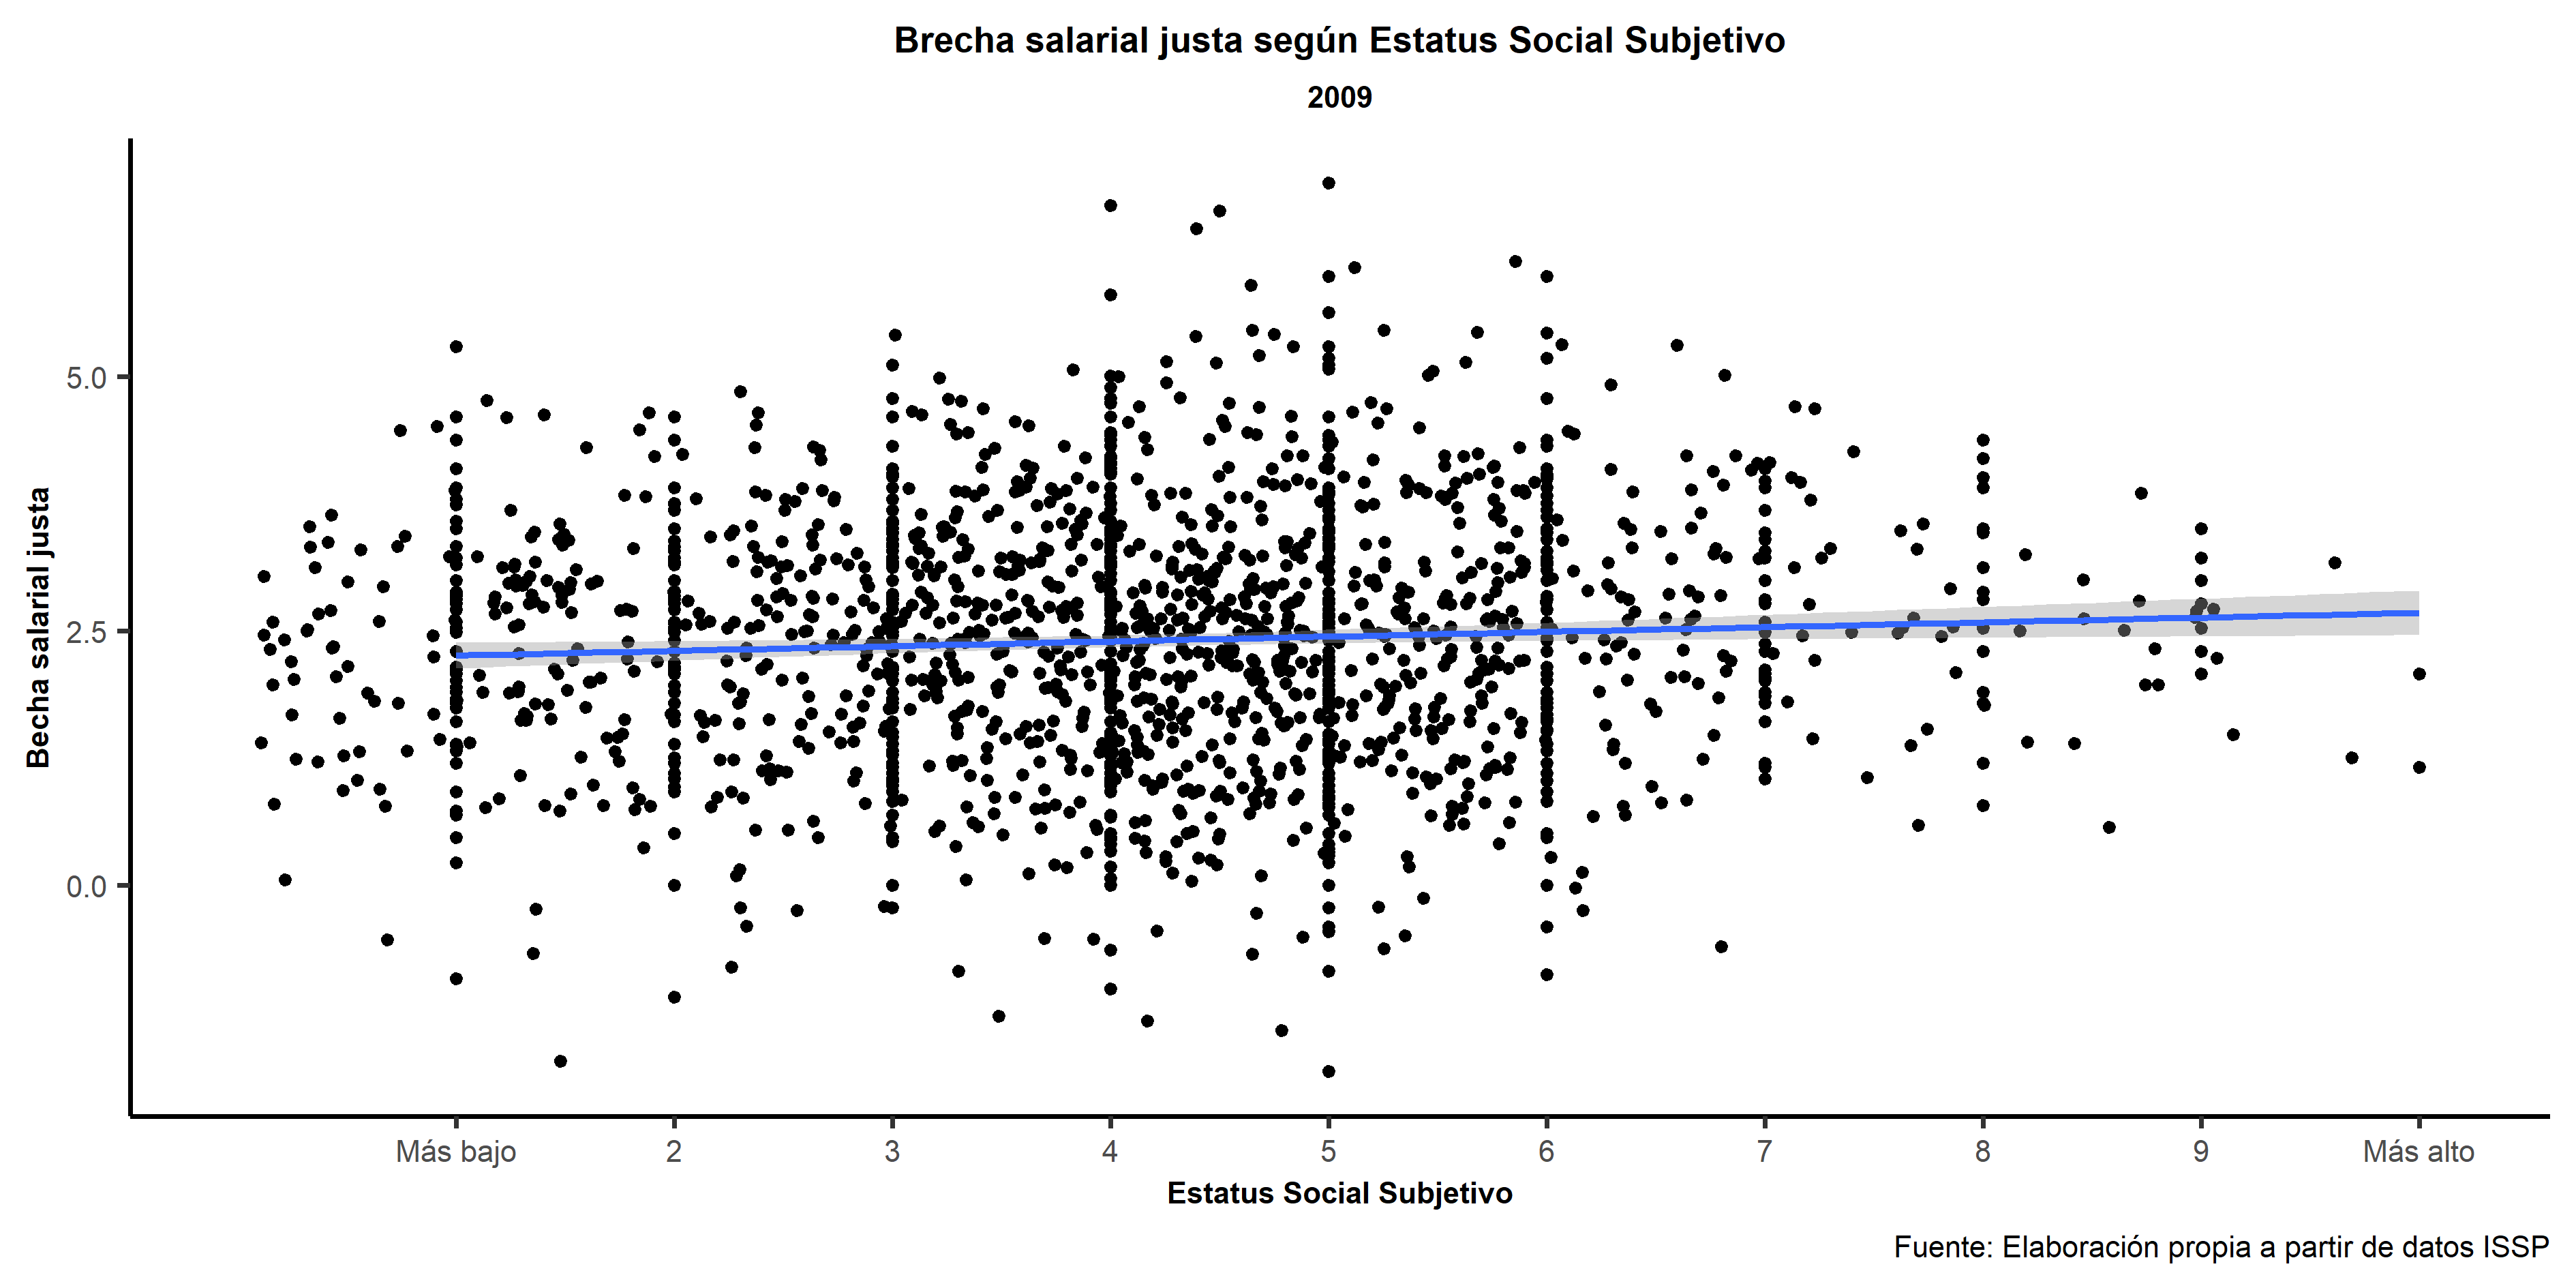 Brecha salarial justa según Estatus Social Subjetivo
2009
Becha salarial justa
5.0
2.5
0.0
Más bajo 2 3 4 5 6 7 8 9 Más alto
Estatus Social Subjetivo
Fuente: Elaboración propia a partir de datos ISSP